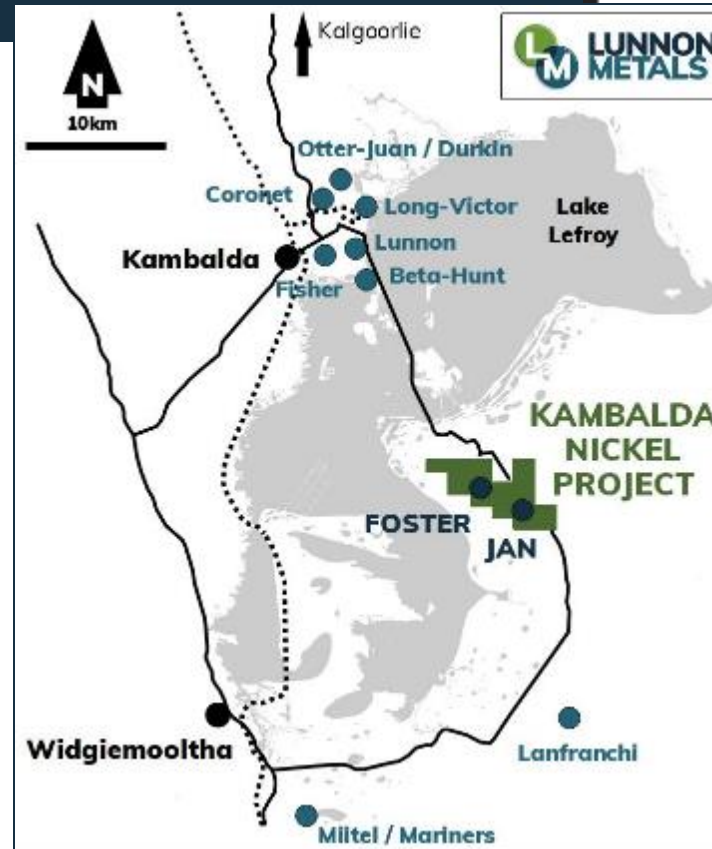 Kalgoorlie
LM LUNNON
METALS
N
10km
Otter-Juan / Durkin
Coronet
Long-Victor
Lake
Lefroy
Lunnon
Kambalda
Fisher
Beta-Hunt
KAMBALDA
NICKEL
PROJECT
FOSTER
JAN
Widgiemooltha
Lanfranchi
Miitel / Mariners